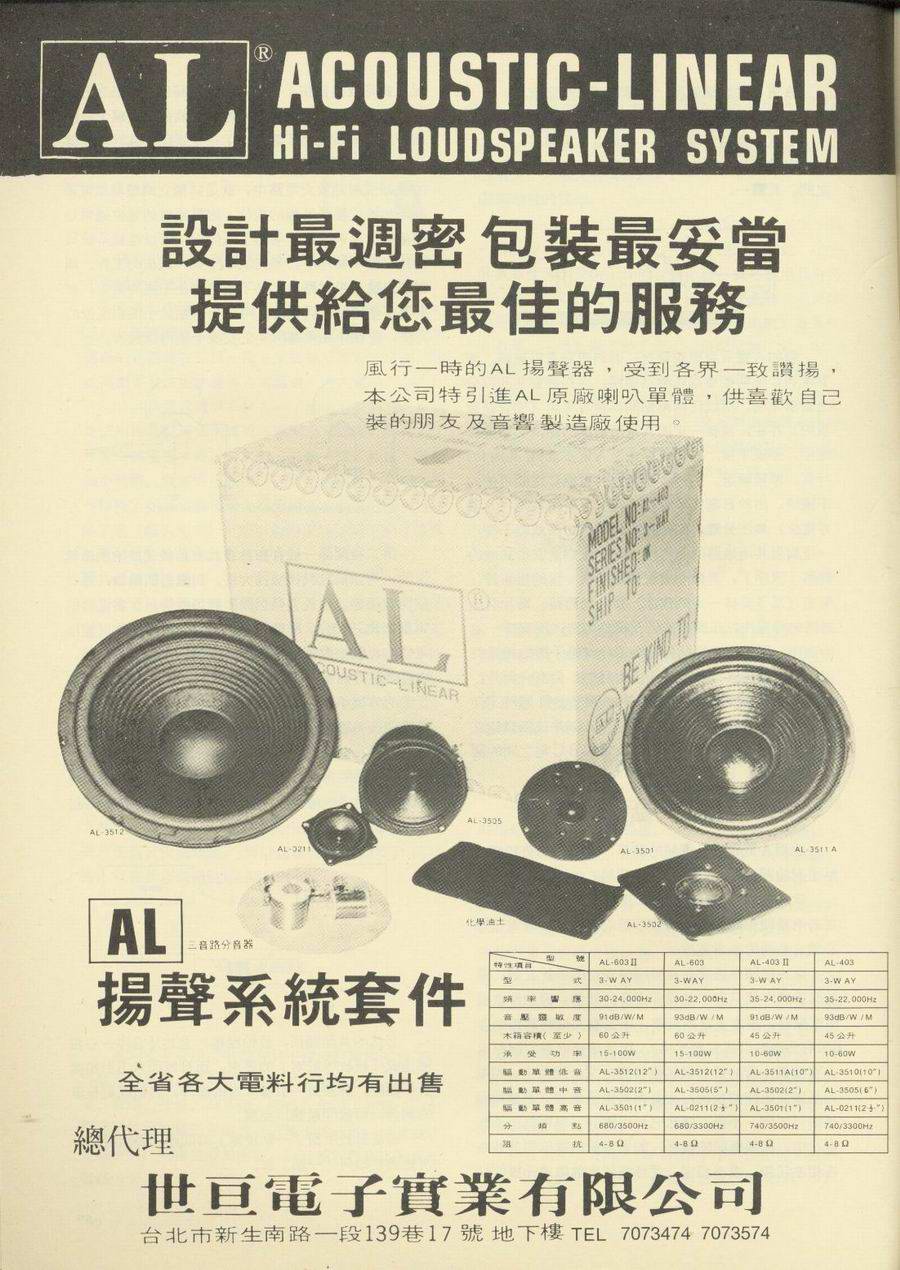 AL® ACOUSTIC-LINEAR
Hi-Fi LOUDSPEAKER SYSTEM
設計最週密 包裝最妥當
提供給您最佳的服務
風行一時的AL揚聲器，受到各界一致讚揚，
本公司特引進AL原廠喇叭單體，供喜歡自己
裝的朋友及音響製造廠使用。
MODEL NO: AL-403
SERIES NO: 3-WAY
FINISHED: OK
SHIP TO:
AL®
ACOUSTIC-LINEAR
BE KIND TO
AL-3512
AL-0211
AL-3505
AL-3501
AL-3511A
化學油土
AL-3502
AL
三音路分音器
揚聲系統套件
全省各大電料行均有出售
特性項目 型號 AL-603II AL-603 AL-403II AL-403
型式 3-WAY 3-WAY 3-WAY 3-WAY
頻率響應 30-24,000Hz 30-22,000Hz 35-24,000Hz 35-22,000Hz
音壓靈敏度 91dB/W/M 93dB/W/M 91dB/W/M 93dB/W/M
木箱容積(至少) 60公升 60公升 45公升 45公升
承受功率 15-100W 15-100W 10-60W 10-60W
驅動單體低音 AL-3512(12") AL-3512(12") AL-3511A(10") AL-3510(10")
驅動單體中音 AL-3502(2") AL-3505(5") AL-3502(2") AL-3505(6")
驅動單體高音 AL-3501(1") AL-0211(2½") AL-3501(1") AL-0211(2½")
分頻點 680/3500Hz 680/3300Hz 740/3500Hz 740/3300Hz
阻抗 4-8Ω 4-8Ω 4-8Ω 4-8Ω
總代理
世亘電子實業有限公司
台北市新生南路一段139巷17號地下樓 TEL 7073474 7073574